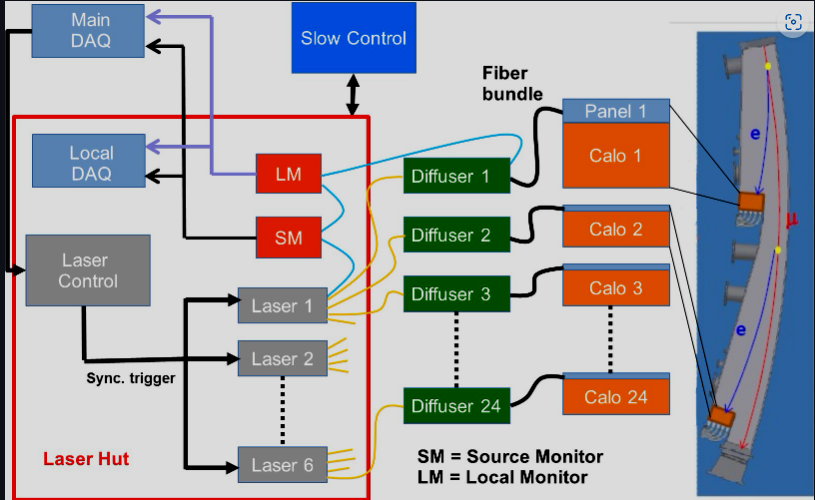 Main
DAQ
Slow Control
Fiber
bundle
Panel 1
Calo 1
e
μ
Local
DAQ
LM
Diffuser 1
SM
Diffuser 2
Calo 2
Laser
Control
Laser 1
Diffuser 3
Calo 3
e
Laser 2
Sync. trigger
Diffuser 24
Calo 24
Laser Hut
Laser 6
SM = Source Monitor
LM = Local Monitor